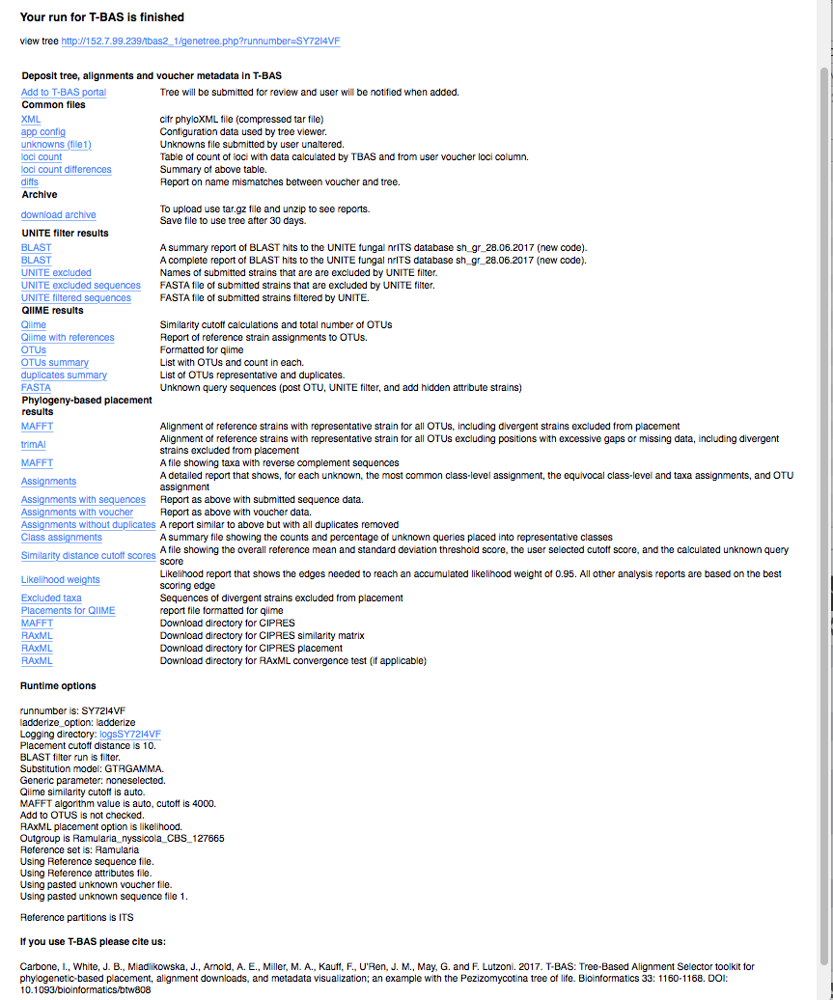 Your run for T-BAS is finished
view tree http://152.7.99.239/tbas2_1/genetree.php?runnumber=SY72I4VF
Deposit tree, alignments and voucher metadata in T-BAS
Add to T-BAS portal Tree will be submitted for review and user will be notified when added.
Common files
XML cifr phyloXML file (compressed tar file)
app config Configuration data used by tree viewer.
unknowns (file1) Unknowns file submitted by user unaltered.
loci count Table of count of loci with data calculated by TBAS and from user voucher loci column.
loci count differences Summary of above table.
diffs Report on name mismatches between voucher and tree.
Archive
download archive To upload use tar.gz file and unzip to see reports.
Save file to use tree after 30 days.
UNITE filter results
BLAST A summary report of BLAST hits to the UNITE fungal nrITS database sh_gr_28.06.2017 (new code).
BLAST A complete report of BLAST hits to the UNITE fungal nrITS database sh_gr_28.06.2017 (new code).
UNITE excluded Names of submitted strains that are are excluded by UNITE filter.
UNITE excluded sequences FASTA file of submitted strains that are excluded by UNITE filter.
UNITE filtered sequences FASTA file of submitted strains filtered by UNITE.
QIIME results
Qiime Similarity cutoff calculations and total number of OTUs
Qiime with references Report of reference strain assignments to OTUs.
OTUs Formatted for qiime
OTUs summary List with OTUs and count in each.
duplicates summary List of OTUs representative and duplicates.
FASTA Unknown query sequences (post OTU, UNITE filter, and add hidden attribute strains)
Phylogeny-based placement
results
MAFFT Alignment of reference strains with representative strain for all OTUs, including divergent strains excluded from placement
trimAl Alignment of reference strains with representative strain for all OTUs excluding positions with excessive gaps or missing data, including divergent
strains excluded from placement
MAFFT A file showing taxa with reverse complement sequences
Assignments A detailed report that shows, for each unknown, the most common class-level assignment, the equivocal class-level and taxa assignments, and OTU
assignment
Assignments with sequences Report as above with submitted sequence data.
Assignments with voucher Report as above with voucher data.
Assignments without duplicates A report similar to above but with all duplicates removed
Class assignments A summary file showing the counts and percentage of unknown queries placed into representative classes
Similarity distance cutoff scores A file showing the overall reference mean and standard deviation threshold score, the user selected cutoff score, and the calculated unknown query
score
Likelihood weights Likelihood report that shows the edges needed to reach an accumulated likelihood weight of 0.95. All other analysis reports are based on the best
scoring edge
Excluded taxa Sequences of divergent strains excluded from placement
Placements for QIIME report file formatted for qiime
MAFFT Download directory for CIPRES
RAxML Download directory for CIPRES similarity matrix
RAxML Download directory for CIPRES placement
RAxML Download directory for RAxML convergence test (if applicable)
Runtime options
runnumber is: SY72I4VF
ladderize_option: ladderize
Logging directory: logsSY72I4VF
Placement cutoff distance is 10.
BLAST filter run is filter.
Substitution model: GTRGAMMA.
Generic parameter: noneselected.
Qiime similarity cutoff is auto.
MAFFT algorithm value is auto, cutoff is 4000.
Add to OTUS is not checked.
RAxML placement option is likelihood.
Outgroup is Ramularia_nyssicola_CBS_127665
Reference set is: Ramularia
Using Reference sequence file.
Using Reference attributes file.
Using pasted unknown voucher file.
Using pasted unknown sequence file 1.
Reference partitions is ITS
If you use T-BAS please cite us:
Carbone, I., White, J. B., Miadlikowska, J., Arnold, A. E., Miller, M. A., Kauff, F., U'Ren, J. M., May, G. and F. Lutzoni. 2017. T-BAS: Tree-Based Alignment Selector toolkit for
phylogenetic-based placement, alignment downloads, and metadata visualization; an example with the Pezizomycotina tree of life. Bioinformatics 33: 1160-1168. DOI:
10.1093/bioinformatics/btw808